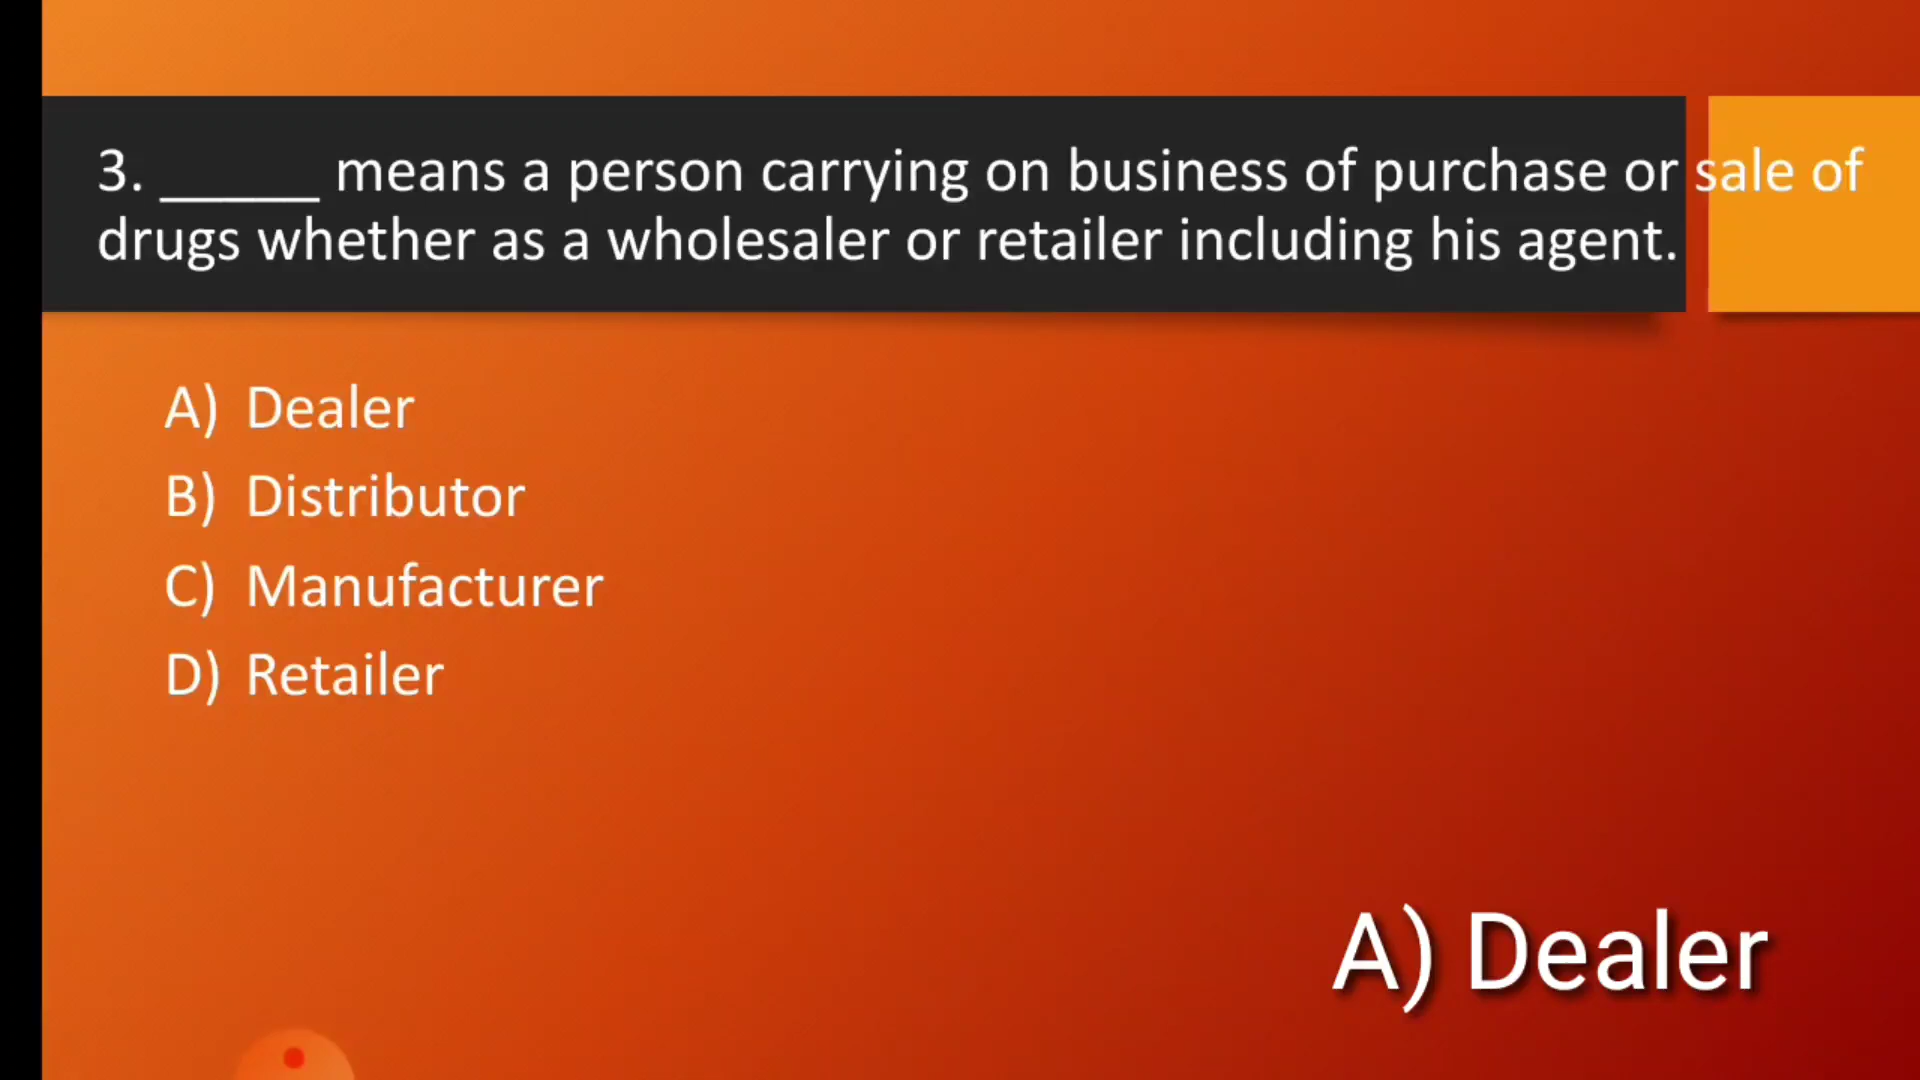 3. _____ means a person carrying on business of purchase or sale of
drugs whether as a wholesaler or retailer including his agent.
A) Dealer
B) Distributor
C) Manufacturer
D) Retailer
A) Dealer